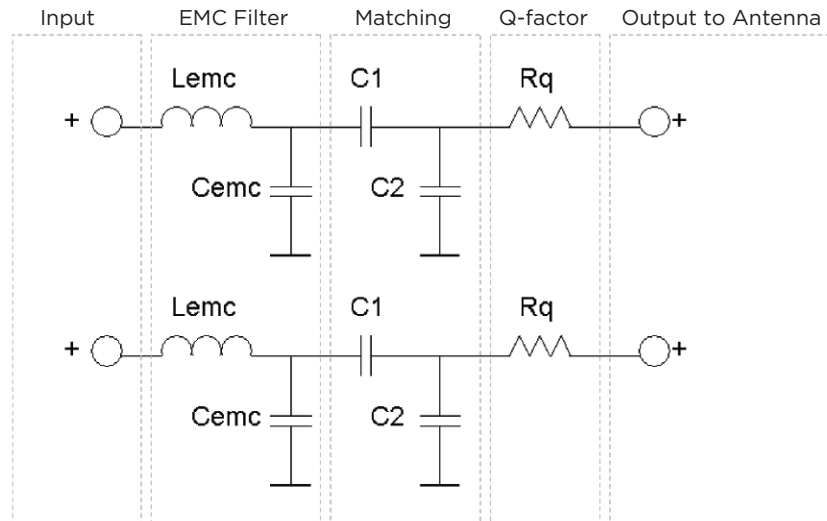 Input EMC Filter Matching Q-factor Output to Antenna
Lemc C1 Rq
+ +
Cemc C2
Lemc C1 Rq
+ +
Cemc C2